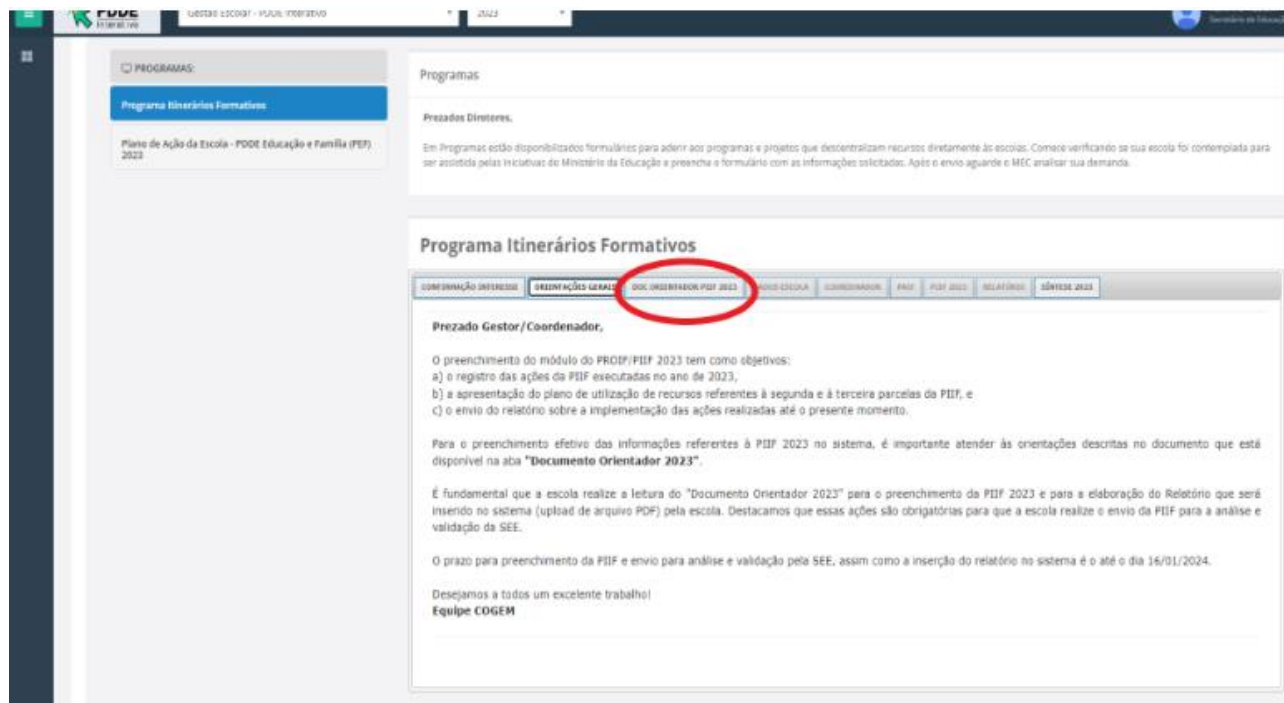 PDDE
Interativo
Gestão Escolar - PDDE Interativo
2023
Secretário de Educação
PROGRAMAS:
Programa Itinerários Formativos
Plano de Ação da Escola - PDDE Educação e Família (PEF)
2023
Programas
Prezados Diretores,
Em Programas estão disponibilizados formulários para aderir aos programas e projetos que descentralizam recursos diretamente às escolas. Comece verificando se sua escola foi contemplada para
ser assistida pelas iniciativas do Ministério da Educação e preencha o formulário com as informações solicitadas. Após o envio aguarde o MEC analisar sua demanda.
Programa Itinerários Formativos
CONFIRMAÇÃO INTERESSE ORIENTAÇÕES GERAIS DOC ORIENTADOR PIIF 2023 DADOS ESCOLA COORDENADOR PIIF 2023 RELATÓRIO SÍNTESE 2023
Prezado Gestor/Coordenador,
O preenchimento do módulo do PROIF/PIIF 2023 tem como objetivos:
a) o registro das ações da PIIF executadas no ano de 2023,
b) a apresentação do plano de utilização de recursos referentes à segunda e à terceira parcelas da PIIF, e
c) o envio do relatório sobre a implementação das ações realizadas até o presente momento.
Para o preenchimento efetivo das informações referentes à PIIF 2023 no sistema, é importante atender às orientações descritas no documento que está
disponível na aba "Documento Orientador 2023".
É fundamental que a escola realize a leitura do "Documento Orientador 2023" para o preenchimento da PIIF 2023 e para a elaboração do Relatório que será
inserido no sistema (upload de arquivo PDF) pela escola. Destacamos que essas ações são obrigatórias para que a escola realize o envio da PIIF para a análise e
validação da SEE.
O prazo para preenchimento da PIIF e envio para análise e validação pela SEE, assim como a inserção do relatório no sistema é o até o dia 16/01/2024.
Desejamos a todos um excelente trabalho!
Equipe COGEM